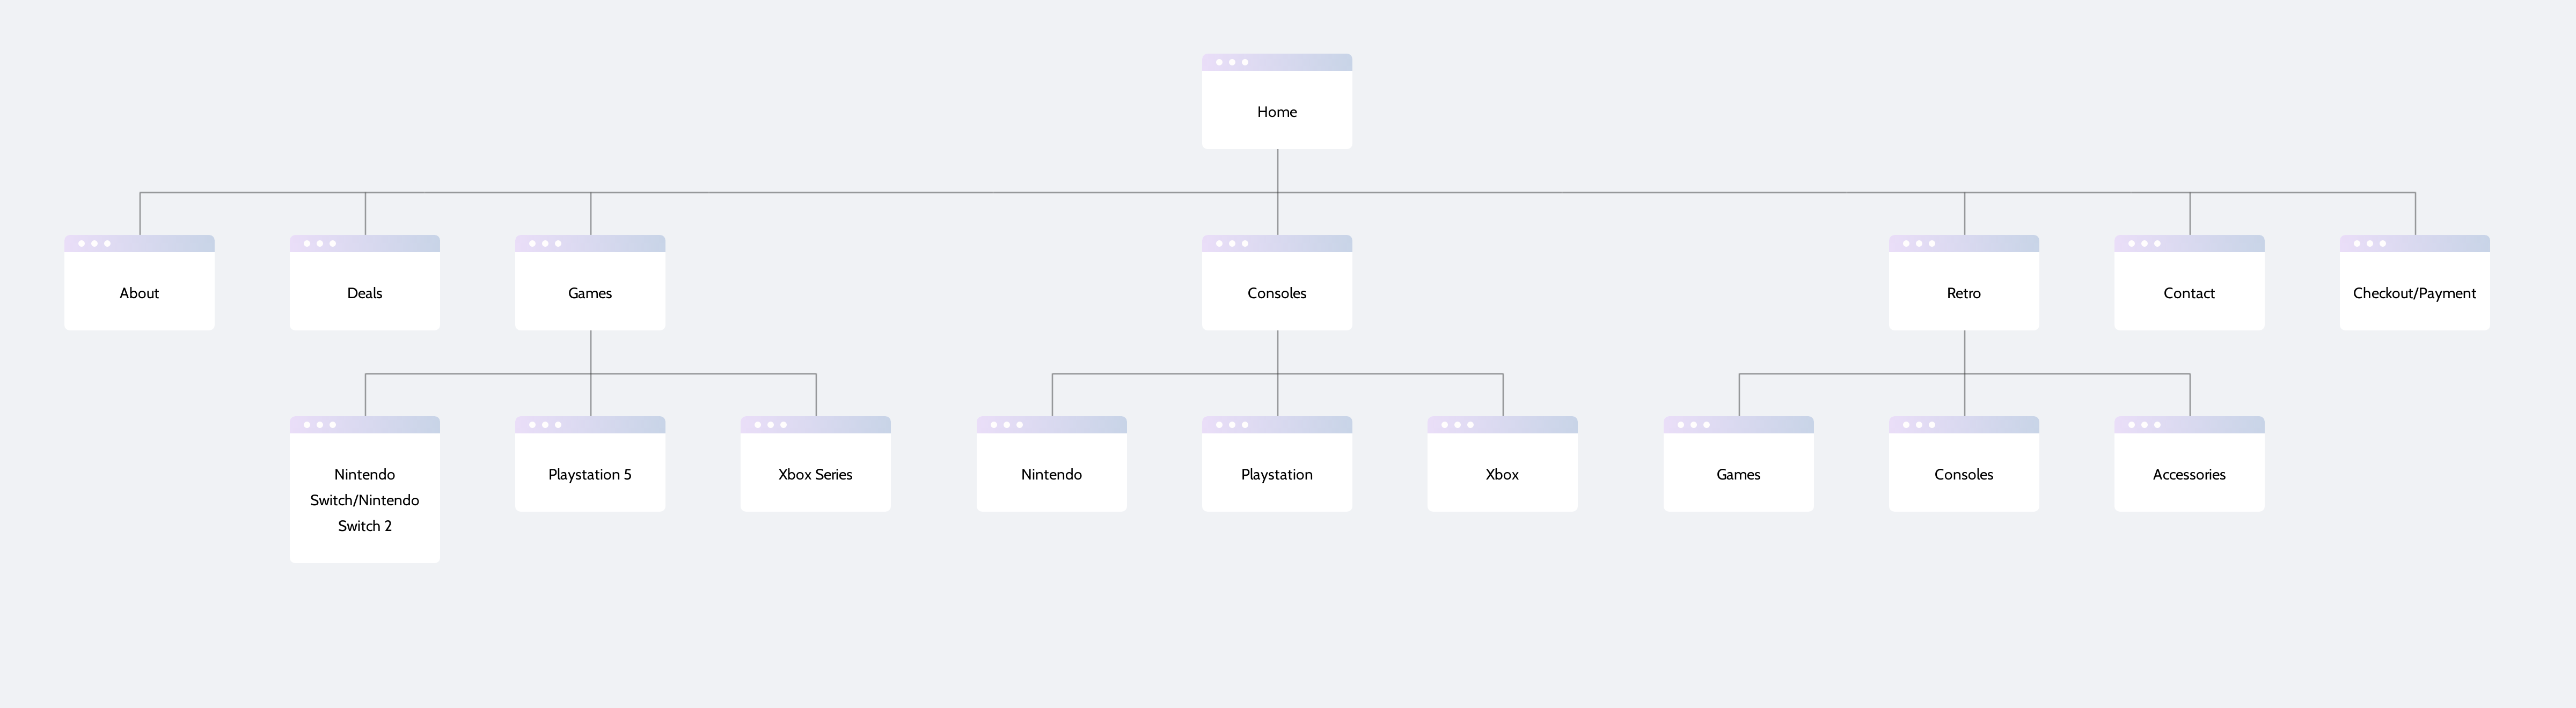 Home
About
Deals
Games
Consoles
Retro
Contact
Checkout/Payment
Nintendo
Switch/Nintendo
Switch 2
Playstation 5
Xbox Series
Nintendo
Playstation
Xbox
Games
Consoles
Accessories